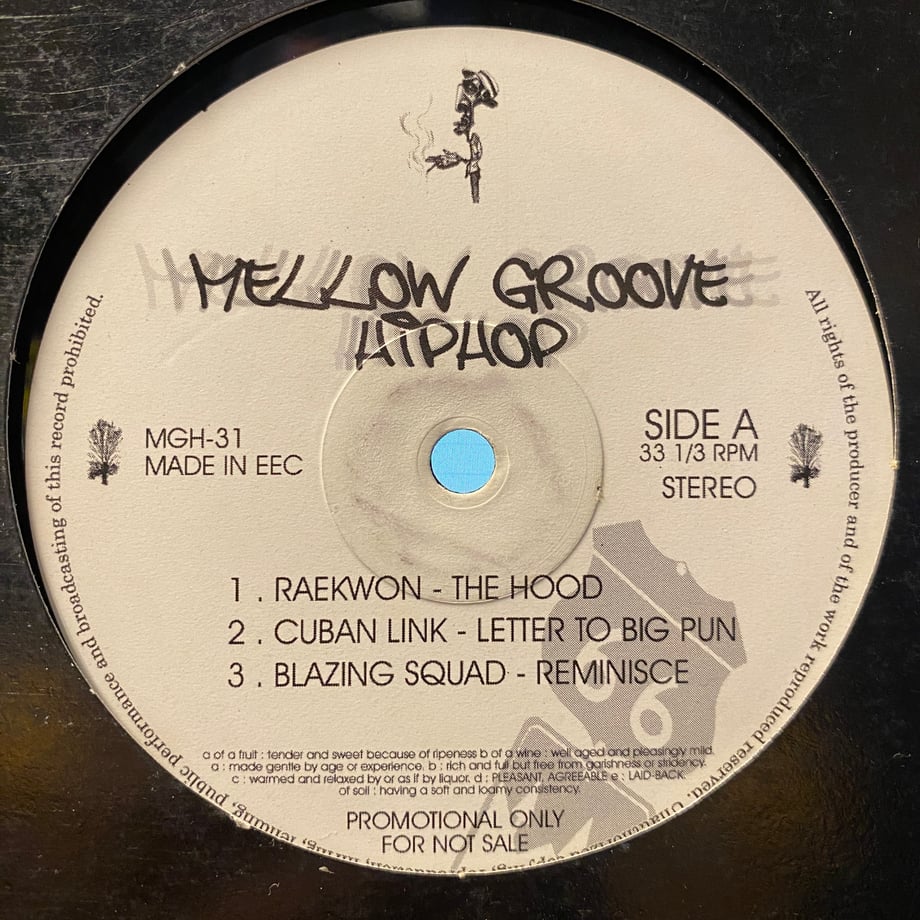 MELLOW GROOVE
HIPHOP
MGH-31
MADE IN EEC
SIDE A
33 1/3 RPM
STEREO
1 . RAEKWON - THE HOOD
2 . CUBAN LINK - LETTER TO BIG PUN
3 . BLAZING SQUAD - REMINISCE
66
a of a fruit : tender and sweet because of ripeness b of a wine : well aged and pleasingly mild.
a : made gentle by age or experience. b : rich and full but free from garishness or stridency.
c : warmed and relaxed by or as if by liquor. d : PLEASANT, AGREEABLE e : LAID-BACK.
of soil : having a soft and loamy consistency.
PROMOTIONAL ONLY
FOR NOT SALE
All rights of the producer and of the work reproduced reserved.
public performance and broadcasting of this record prohibited.